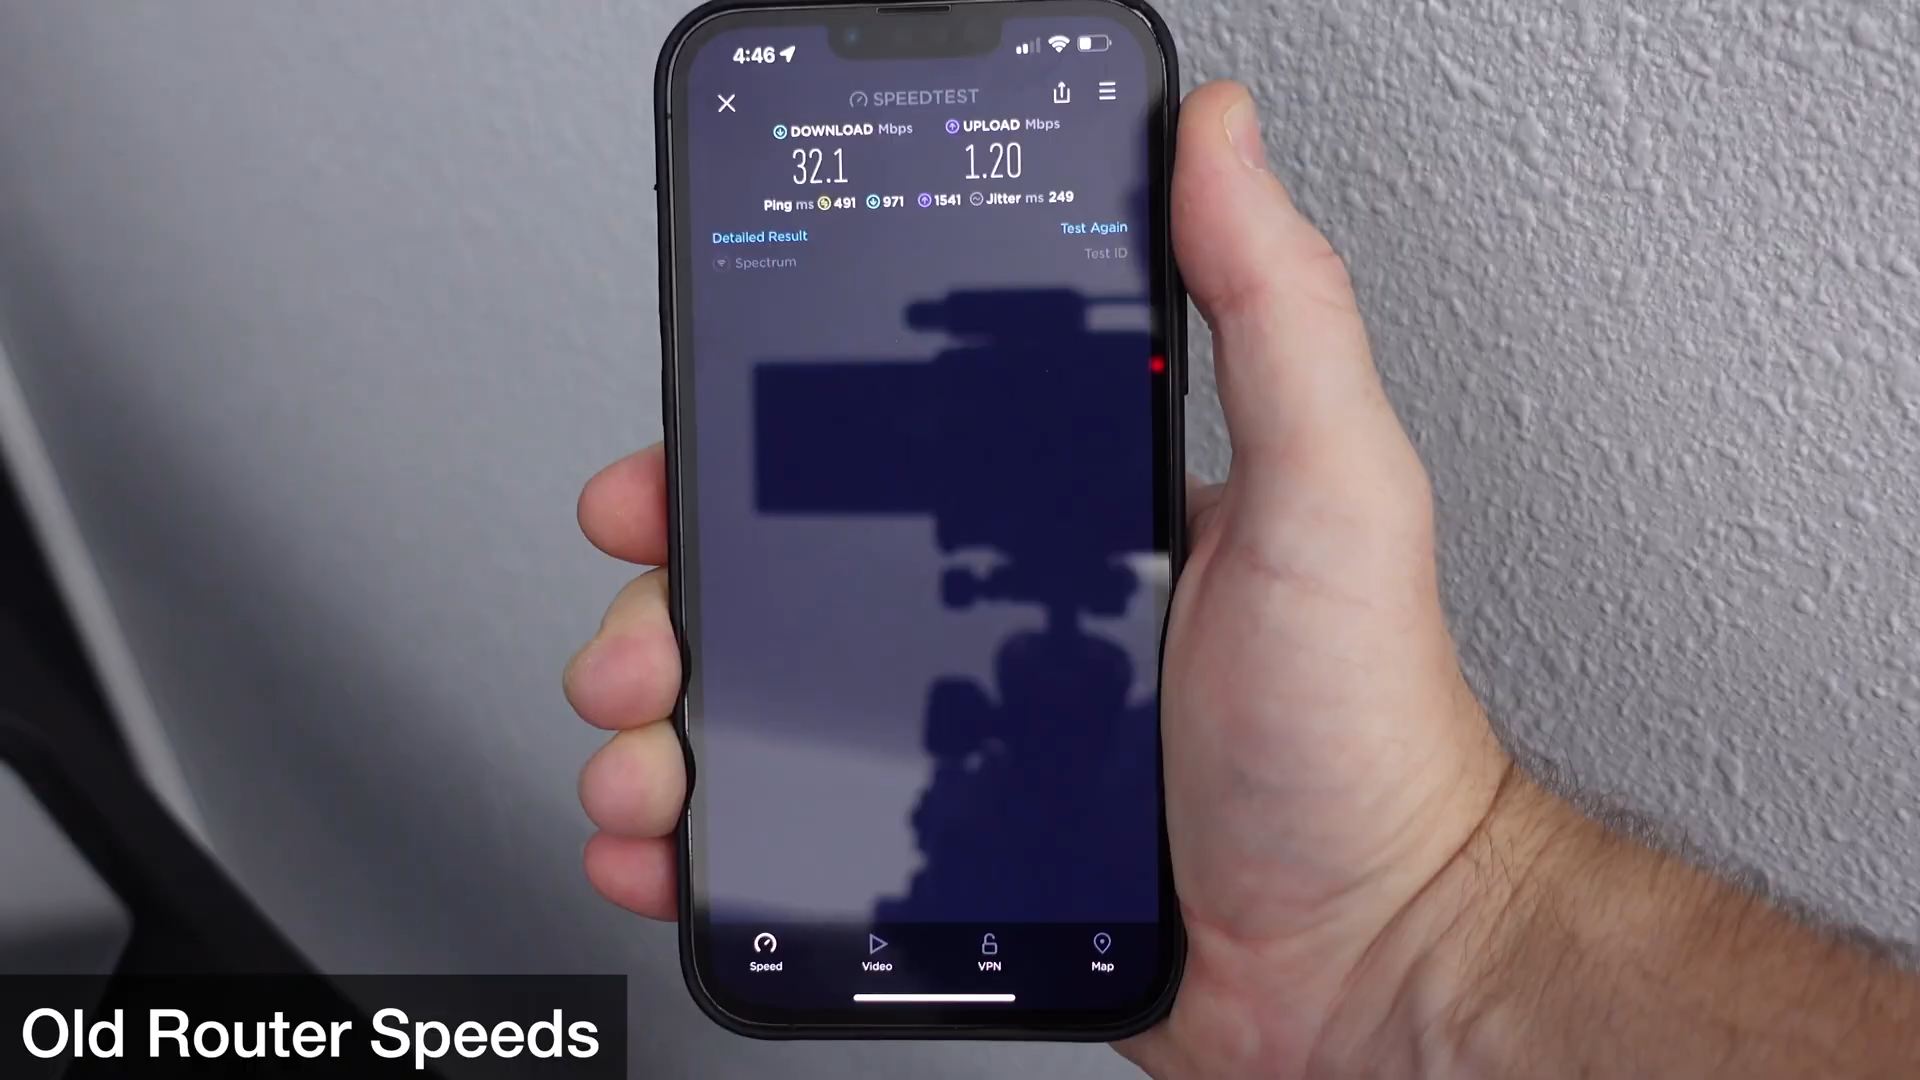 4:46
SPEEDTEST
DOWNLOAD Mbps UPLOAD Mbps
32.1 1.20
Ping ms 491 971 1541 Jitter ms 249
Detailed Result Test Again
Spectrum Test ID
Speed Video VPN Map
Old Router Speeds